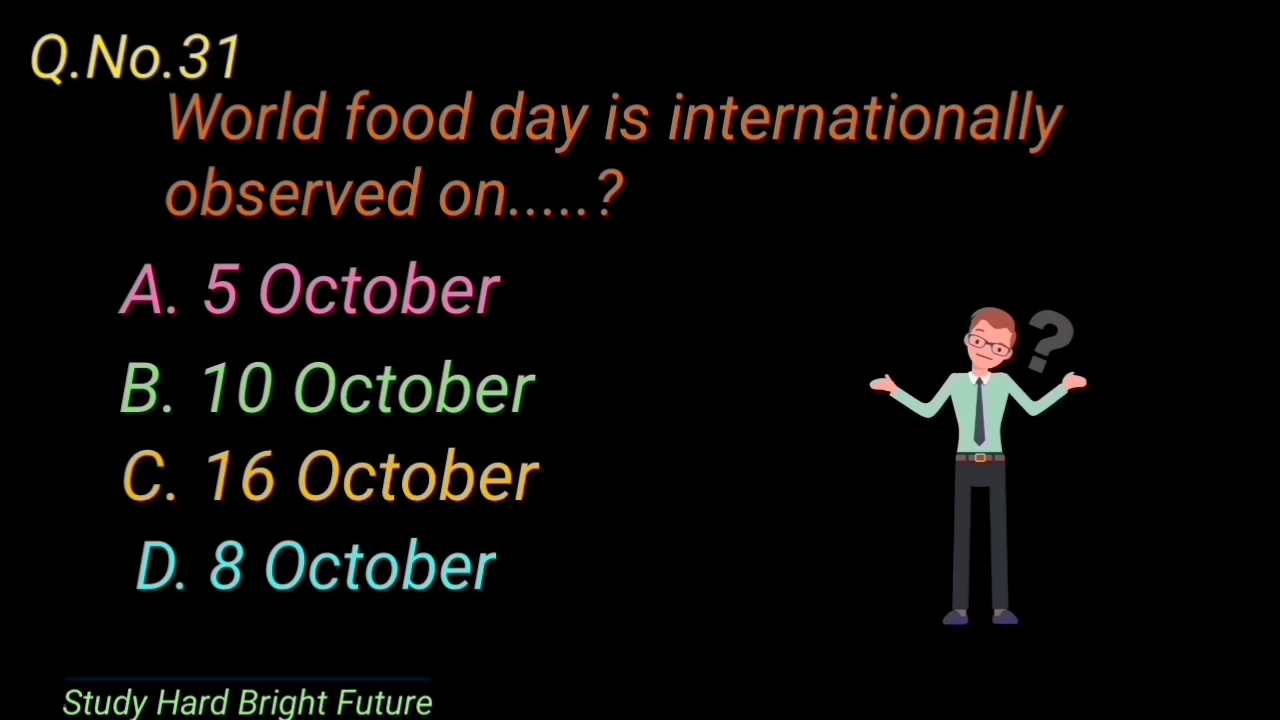 Q.No.31
World food day is internationally
observed on.....?
A. 5 October
B. 10 October
C. 16 October
D. 8 October
?
Study Hard Bright Future